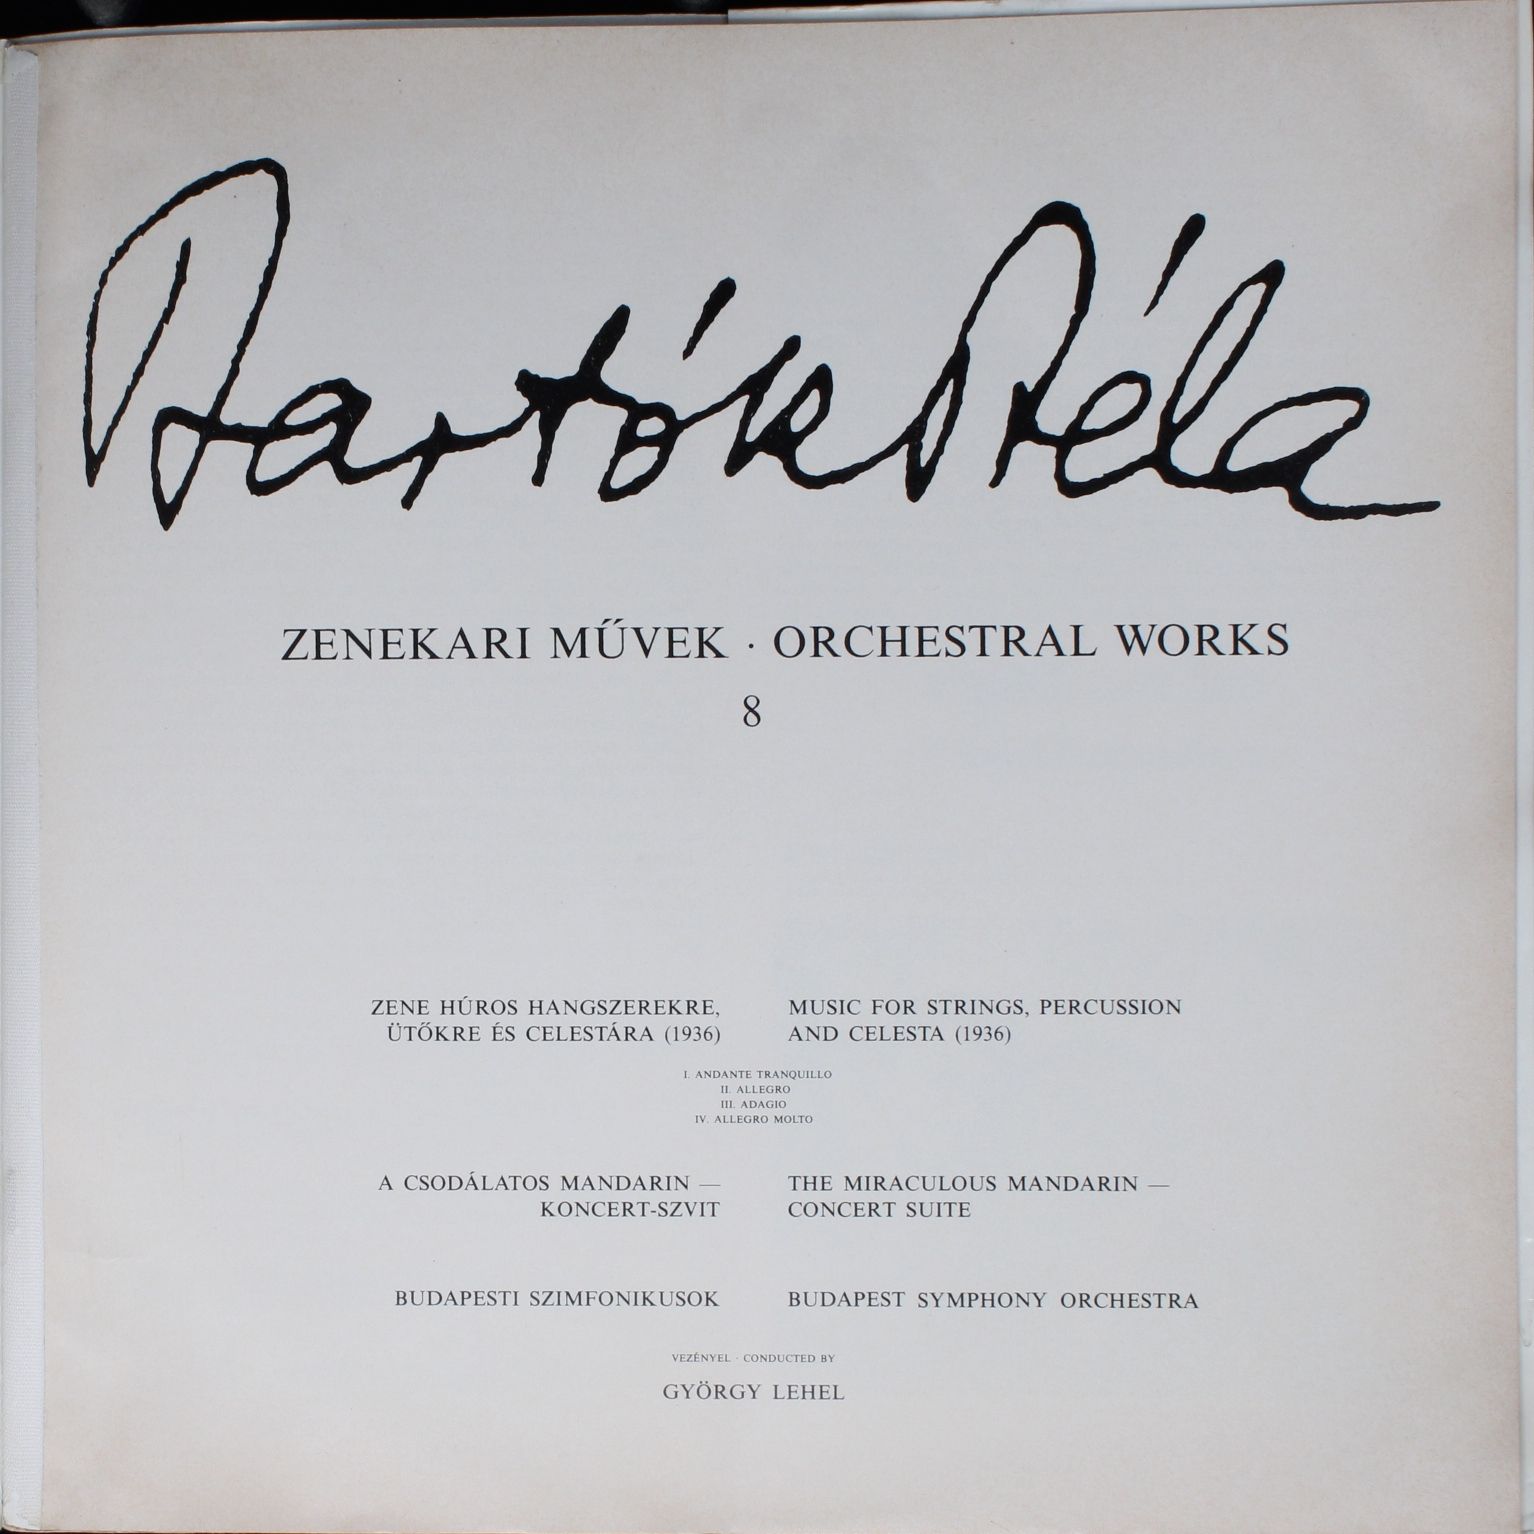 Bartók Béla
ZENEKARI MŰVEK · ORCHESTRAL WORKS
8
ZENE HÚROS HANGSZEREKRE,
ÜTŐKRE ÉS CELESTÁRA (1936)
MUSIC FOR STRINGS, PERCUSSION
AND CELESTA (1936)
I. ANDANTE TRANQUILLO
II. ALLEGRO
III. ADAGIO
IV. ALLEGRO MOLTO
A CSODÁLATOS MANDARIN —
KONCERT-SZVIT
THE MIRACULOUS MANDARIN —
CONCERT SUITE
BUDAPESTI SZIMFONIKUSOK
BUDAPEST SYMPHONY ORCHESTRA
VEZÉNYEL · CONDUCTED BY
GYÖRGY LEHEL